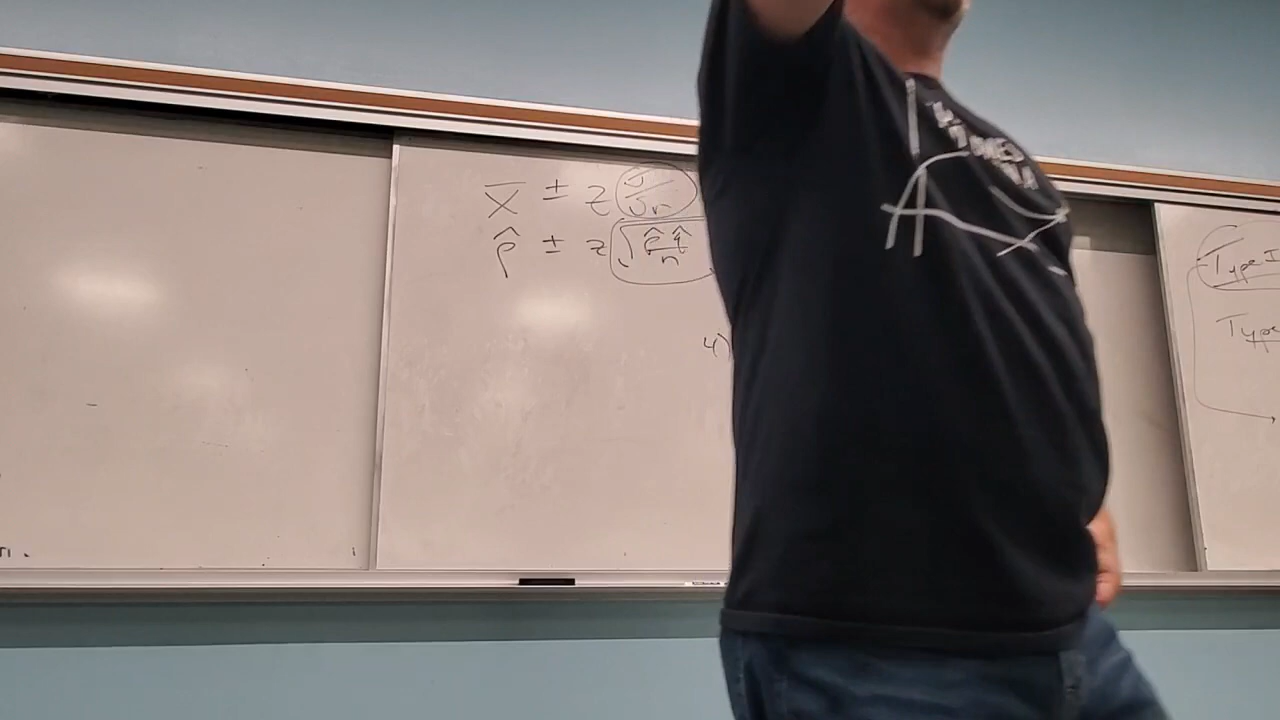 x̄ ± z σ/√n
p̂ ± z √(p̂q̂/n)
4)
Type I
Type